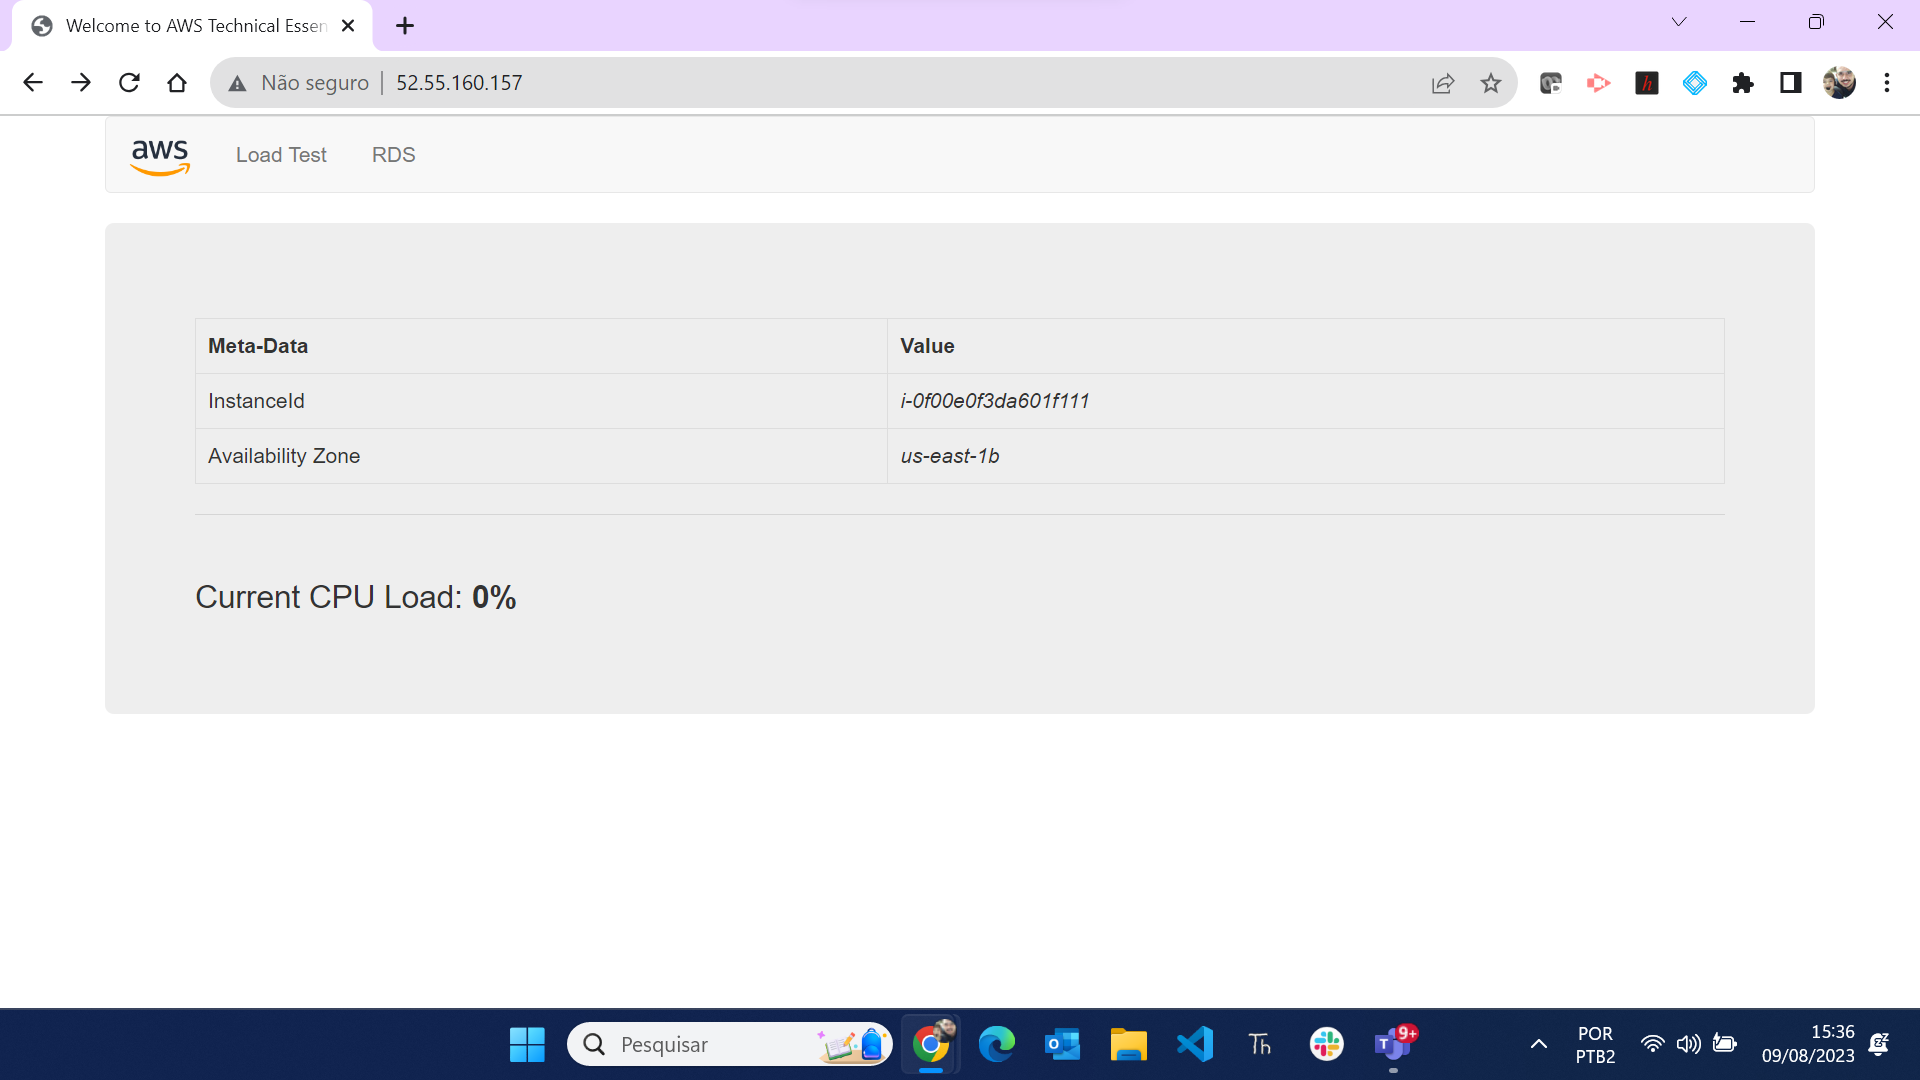 Welcome to AWS Technical Essen
Não seguro 52.55.160.157
aws Load Test RDS
Meta-Data Value
InstanceId i-0f00e0f3da601f111
Availability Zone us-east-1b
Current CPU Load: 0%
Pesquisar
9+
POR
PTB2
15:36
09/08/2023